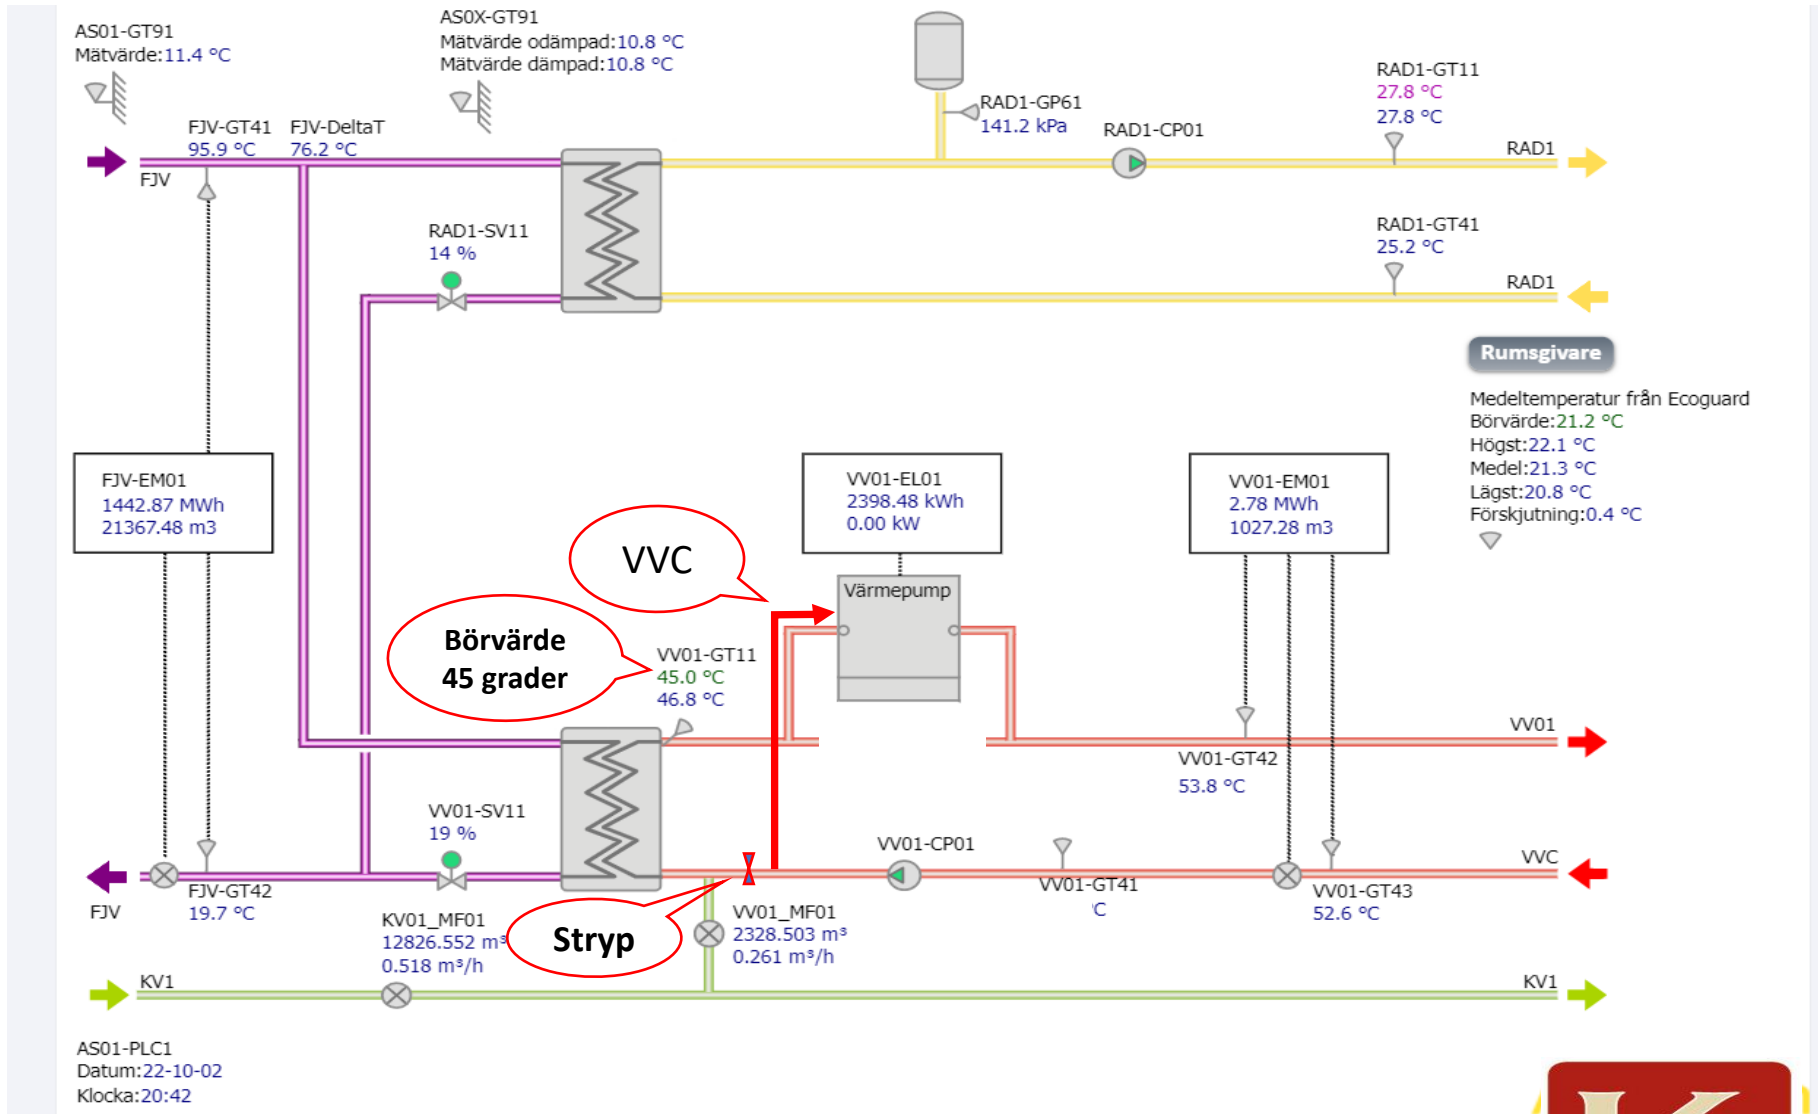 AS01-GT91
Mätvärde:11.4 °C
AS0X-GT91
Mätvärde odämpad:10.8 °C
Mätvärde dämpad:10.8 °C
RAD1-GT11
27.8 °C
27.8 °C
RAD1-GP61
141.2 kPa
RAD1-CP01
FJV-GT41
95.9 °C
FJV-DeltaT
76.2 °C
RAD1
FJV
RAD1-SV11
14 %
RAD1-GT41
25.2 °C
RAD1
Rumsgivare
Medeltemperatur från Ecoguard
Börvärde:21.2 °C
Högst:22.1 °C
Medel:21.3 °C
Lägst:20.8 °C
Förskjutning:0.4 °C
FJV-EM01
1442.87 MWh
21367.48 m3
VV01-EL01
2398.48 kWh
0.00 kW
VV01-EM01
2.78 MWh
1027.28 m3
VVC
Värmepump
Börvärde
45 grader
VV01-GT11
45.0 °C
46.8 °C
VV01
VV01-GT42
53.8 °C
VV01-SV11
19 %
VV01-CP01
VVC
VV01-GT41
°C
VV01-GT43
52.6 °C
FJV-GT42
19.7 °C
FJV
KV01_MF01
12826.552 m³
0.518 m³/h
Stryp
VV01_MF01
2328.503 m³
0.261 m³/h
KV1
KV1
AS01-PLC1
Datum:22-10-02
Klocka:20:42